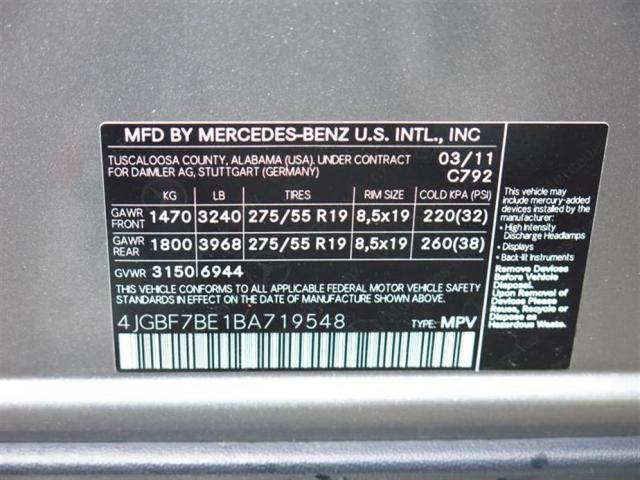 MFD BY MERCEDES-BENZ U.S. INTL., INC
TUSCALOOSA COUNTY, ALABAMA (USA). UNDER CONTRACT
FOR DAIMLER AG, STUTTGART (GERMANY)
03/11
C792
KG LB TIRES RIM SIZE COLD KPA (PSI)
GAWR FRONT 1470 3240 275/55 R19 8,5x19 220(32)
GAWR REAR 1800 3968 275/55 R19 8,5x19 260(38)
GVWR 3150 6944
THIS VEHICLE CONFORMS TO ALL APPLICABLE FEDERAL MOTOR VEHICLE SAFETY
STANDARDS IN EFFECT ON THE DATE OF MANUFACTURE SHOWN ABOVE.
4JGBF7BE1BA719548 TYPE: MPV
This vehicle may
include mercury-added
devices installed by the
manufacturer:
• High Intensity
Discharge Headlamps
• Displays
• Back-lit Instruments
Remove Devices
Before Vehicle
Disposal.
Upon Removal of
Devices Please
Reuse, Recycle or
Dispose as
Hazardous Waste.